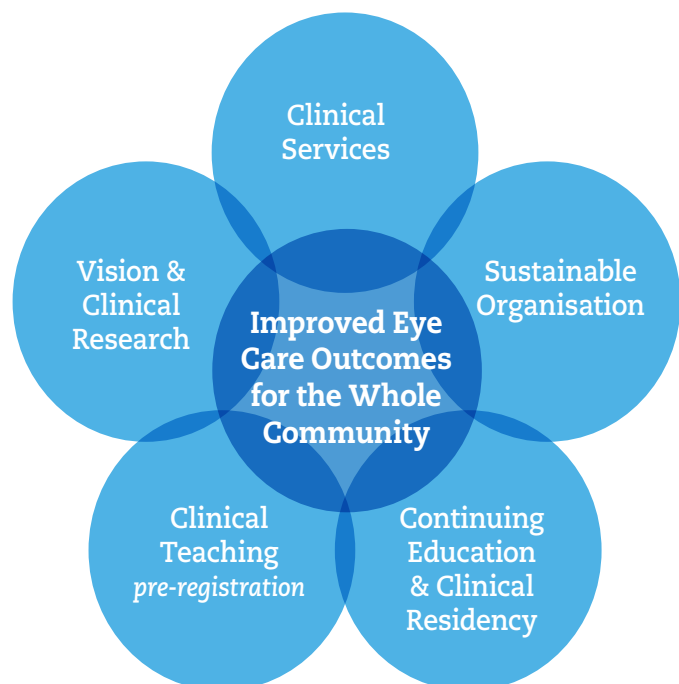 Clinical
Services
Vision &
Clinical
Research
Sustainable
Organisation
Improved Eye
Care Outcomes
for the Whole
Community
Clinical
Teaching
pre-registration
Continuing
Education
& Clinical
Residency